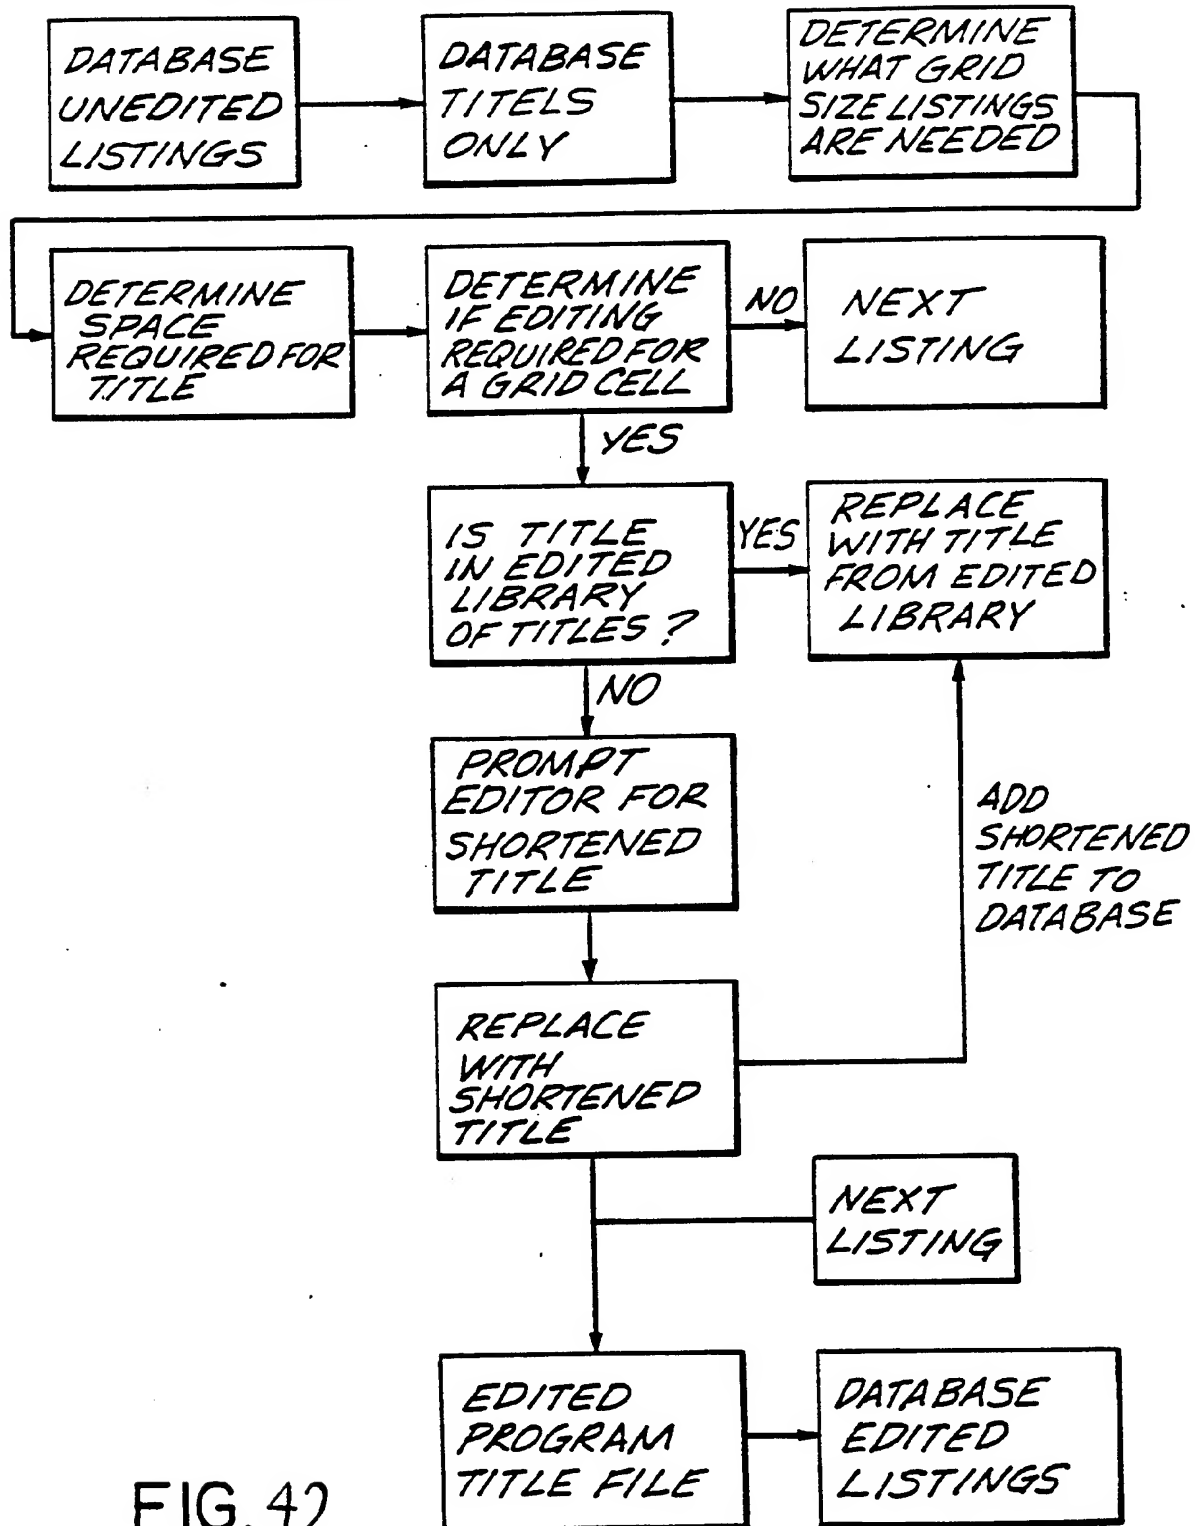 DATABASE
UNEDITED
LISTINGS
DATABASE
TITELS
ONLY
DETERMINE
WHAT GRID
SIZE LISTINGS
ARE NEEDED
DETERMINE
SPACE
REQUIRED FOR
TITLE
DETERMINE
IF EDITING
REQUIRED FOR
A GRID CELL
NO
NEXT
LISTING
YES
IS TITLE
IN EDITED
LIBRARY
OF TITLES?
YES
REPLACE
WITH TITLE
FROM EDITED
LIBRARY
NO
PROMPT
EDITOR FOR
SHORTENED
TITLE
ADD
SHORTENED
TITLE TO
DATABASE
REPLACE
WITH
SHORTENED
TITLE
NEXT
LISTING
EDITED
PROGRAM
TITLE FILE
DATABASE
EDITED
LISTINGS
FIG. 42